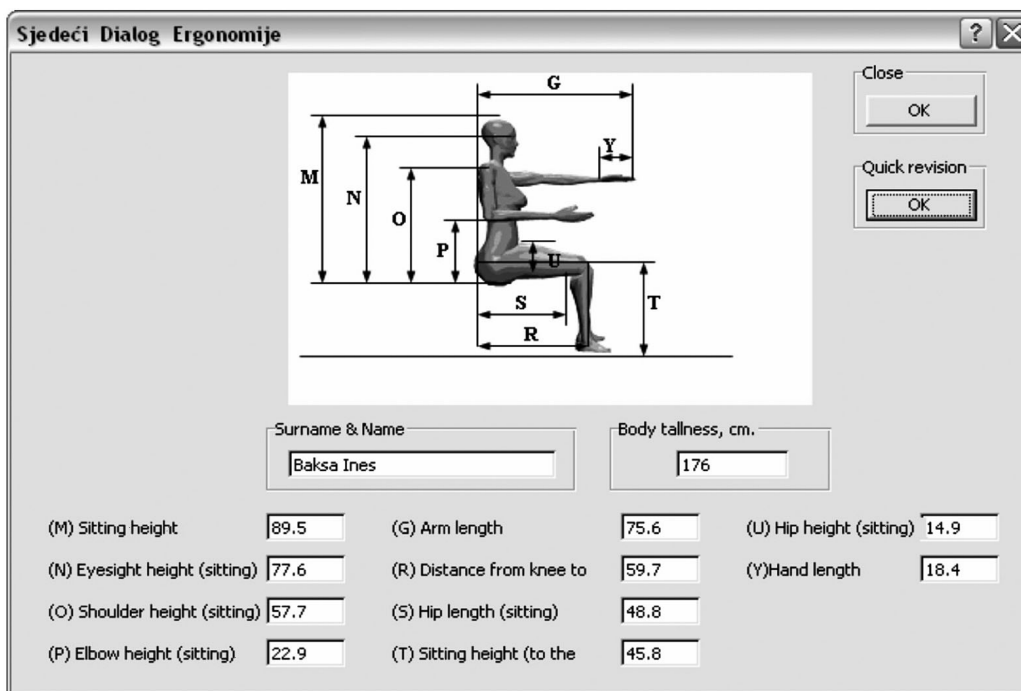 Sjedeći Dialog Ergonomije
?
Close
OK
Quick revision
OK
G
Y
M
N
O
P
U
S
R
T
Surname & Name
Baksa Ines
Body tallness, cm.
176
(M) Sitting height 89.5 (G) Arm length 75.6 (U) Hip height (sitting) 14.9
(N) Eyesight height (sitting) 77.6 (R) Distance from knee to 59.7 (Y)Hand length 18.4
(O) Shoulder height (sitting) 57.7 (S) Hip length (sitting) 48.8
(P) Elbow height (sitting) 22.9 (T) Sitting height (to the 45.8